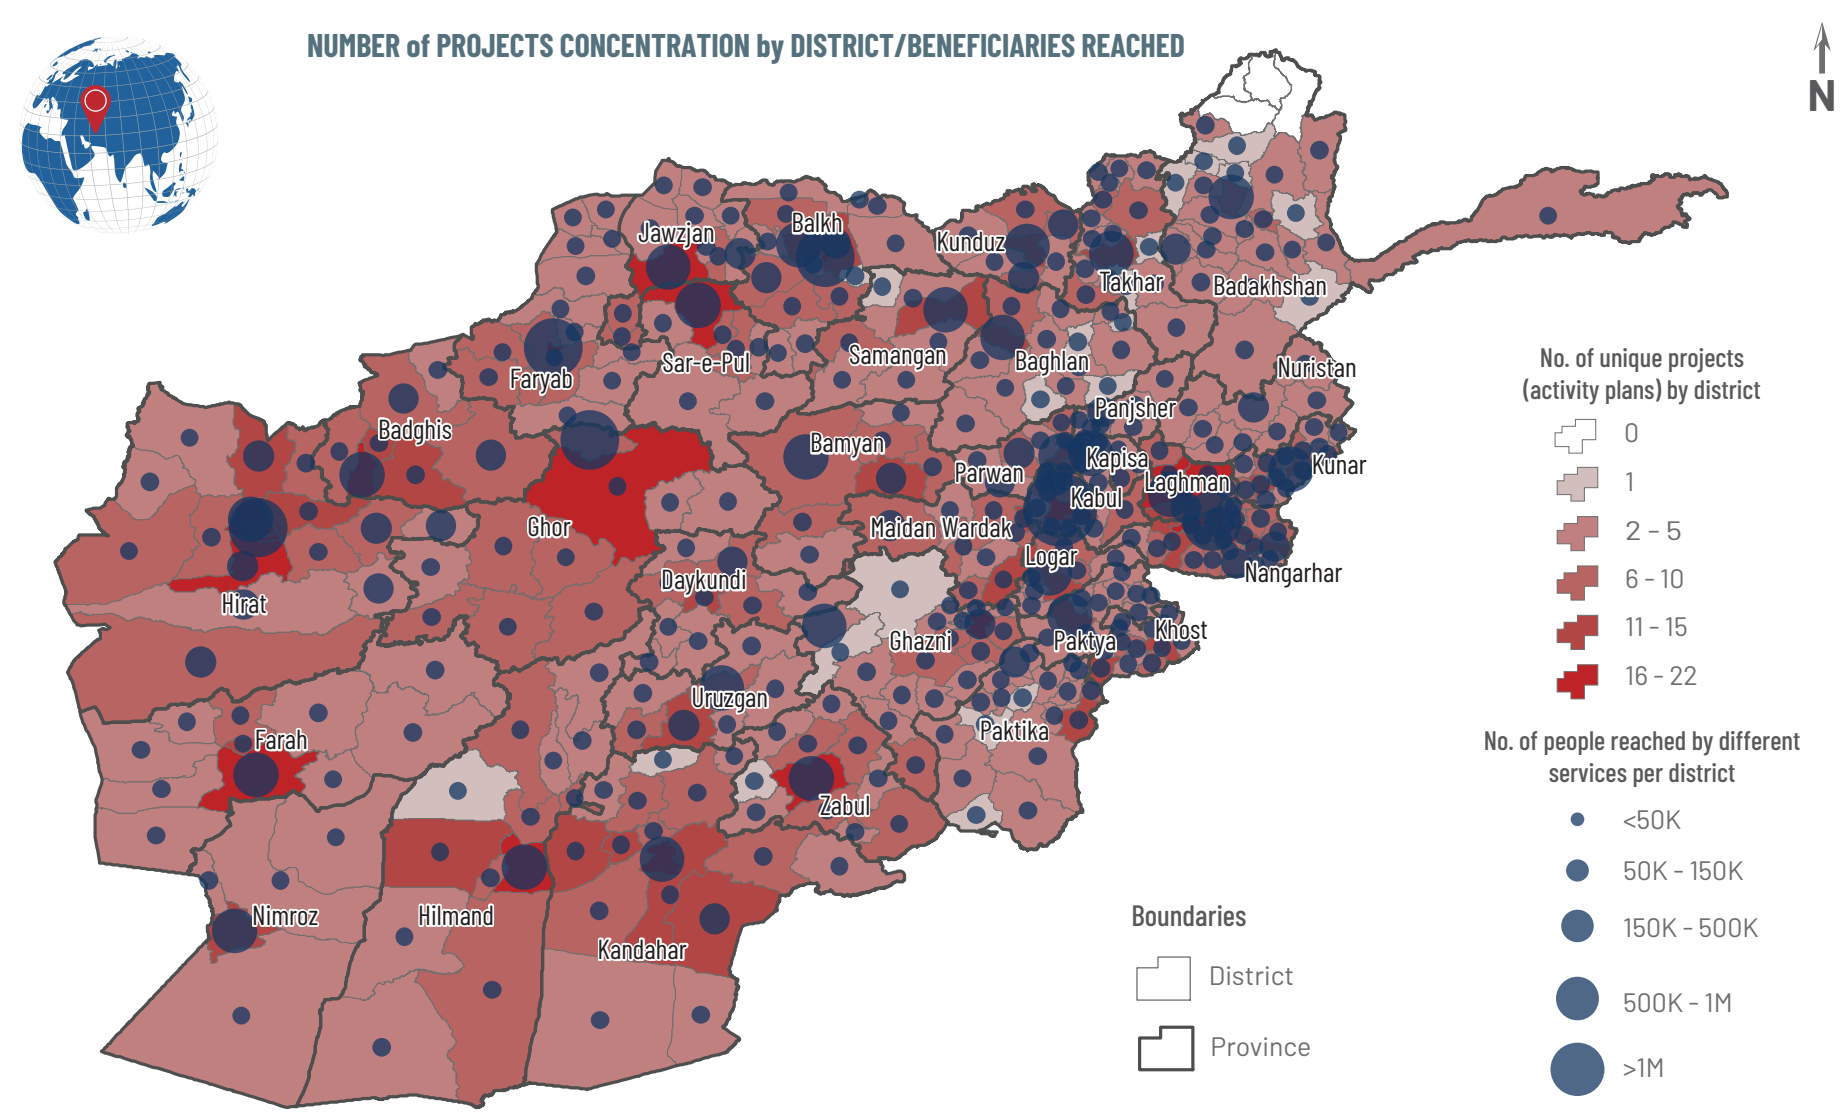 NUMBER of PROJECTS CONCENTRATION by DISTRICT/BENEFICIARIES REACHED
N
Jawzjan
Balkh
Kunduz
Takhar
Badakhshan
Sar-e-Pul
Samangan
Baghlan
Nuristan
Faryab
Panjsher
Badghis
Bamyan
Parwan
Kapisa
Kunar
Laghman
Kabul
Ghor
Maidan Wardak
Logar
Nangarhar
Hirat
Daykundi
Ghazni
Paktya
Khost
Uruzgan
Paktika
Farah
Zabul
Nimroz
Hilmand
Kandahar
No. of unique projects
(activity plans) by district
0
1
2 - 5
6 - 10
11 - 15
16 - 22
No. of people reached by different
services per district
<50K
50K - 150K
150K - 500K
500K - 1M
>1M
Boundaries
District
Province